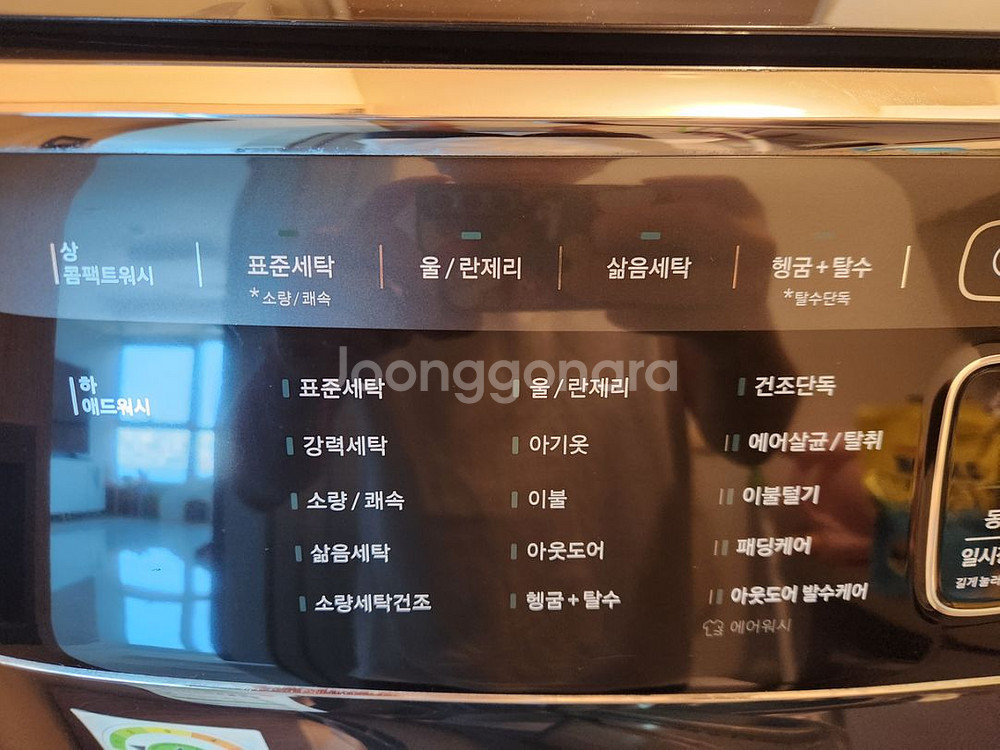 상
콤팩트워시
표준세탁
*소량/쾌속
울/란제리
삶음세탁
헹굼+탈수
*탈수단독
Joonggonara
하
애드워시
표준세탁
울/란제리
건조단독
강력세탁
아기옷
에어살균/탈취
소량/쾌속
이불
이불털기
삶음세탁
아웃도어
패딩케어
소량세탁건조
헹굼+탈수
아웃도어 발수케어
에어워시
동
일시
길게 눌러